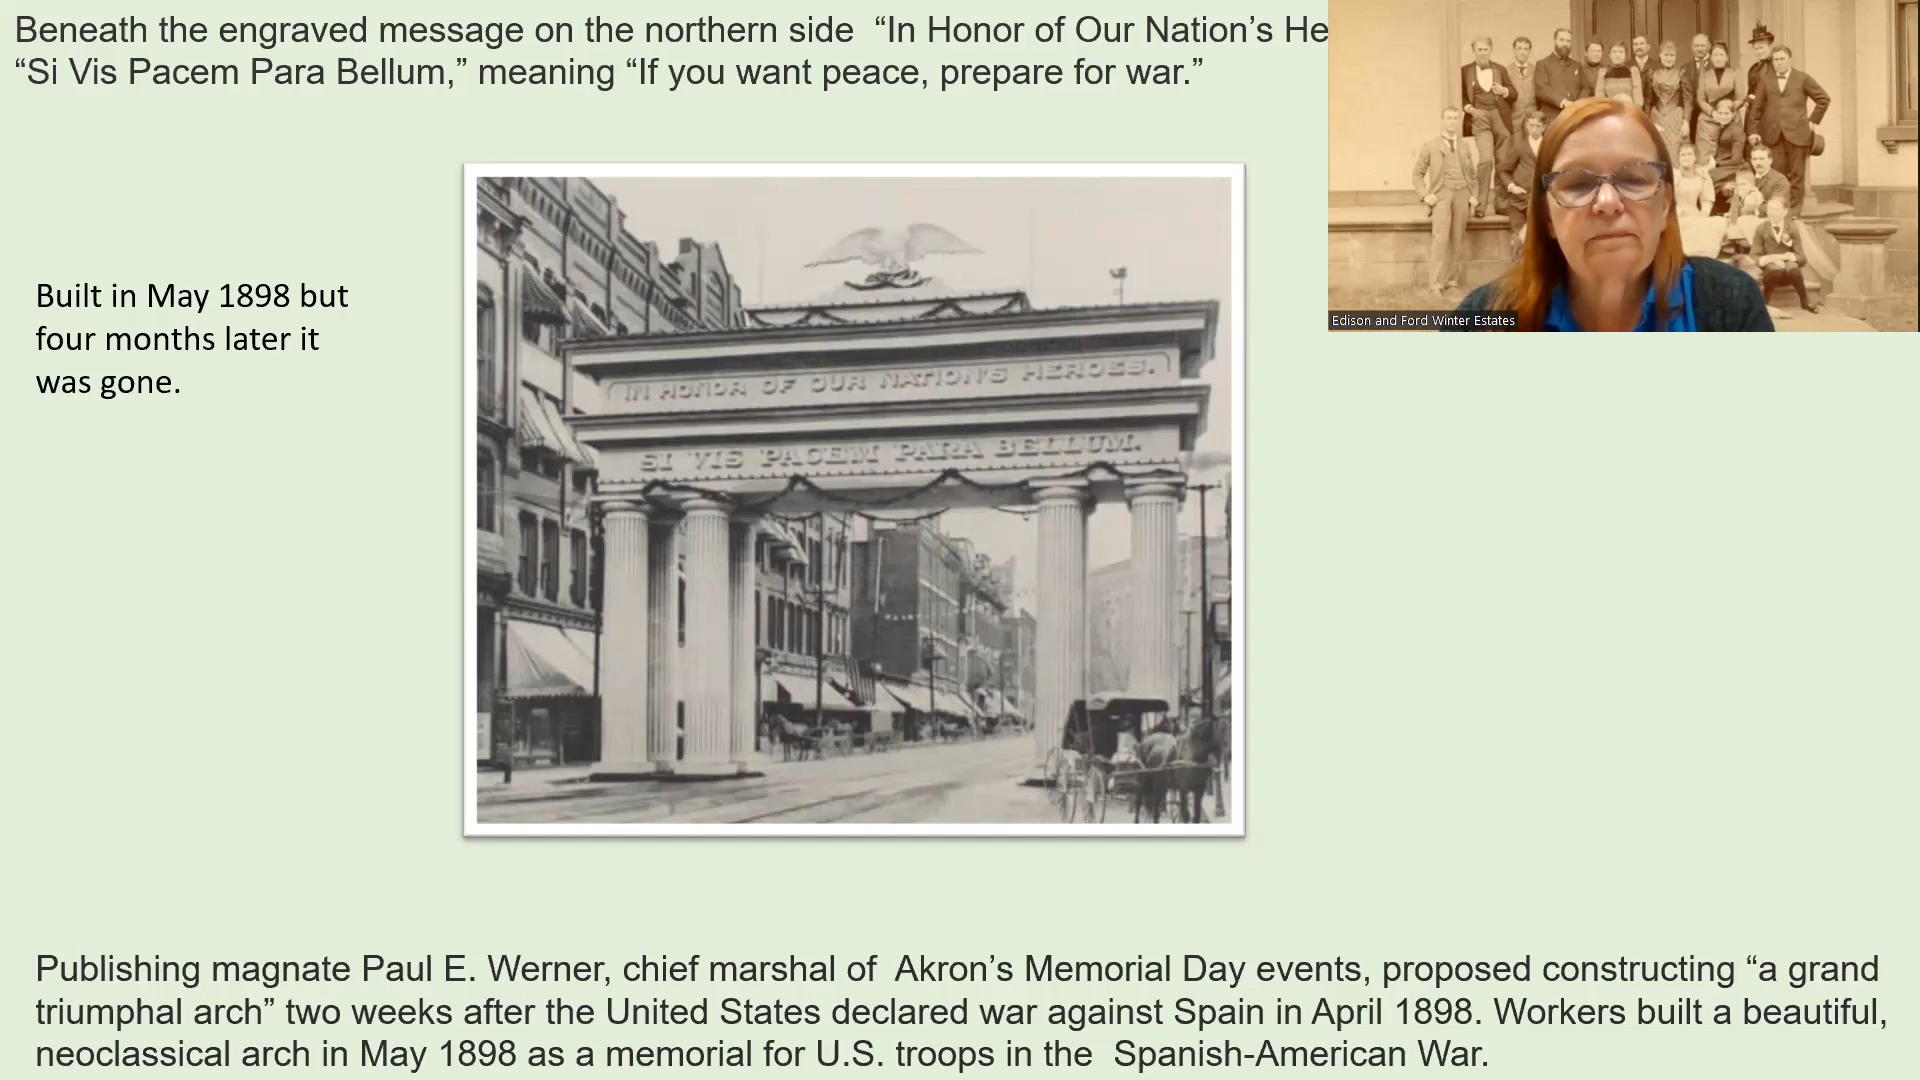 Beneath the engraved message on the northern side “In Honor of Our Nation’s He
“Si Vis Pacem Para Bellum,” meaning “If you want peace, prepare for war.”
Edison and Ford Winter Estates
Built in May 1898 but
four months later it
was gone.
IN HONOR OF OUR NATION'S HEROES.
SI VIS PACEM PARA BELLUM.
Publishing magnate Paul E. Werner, chief marshal of Akron’s Memorial Day events, proposed constructing “a grand
triumphal arch” two weeks after the United States declared war against Spain in April 1898. Workers built a beautiful,
neoclassical arch in May 1898 as a memorial for U.S. troops in the Spanish-American War.